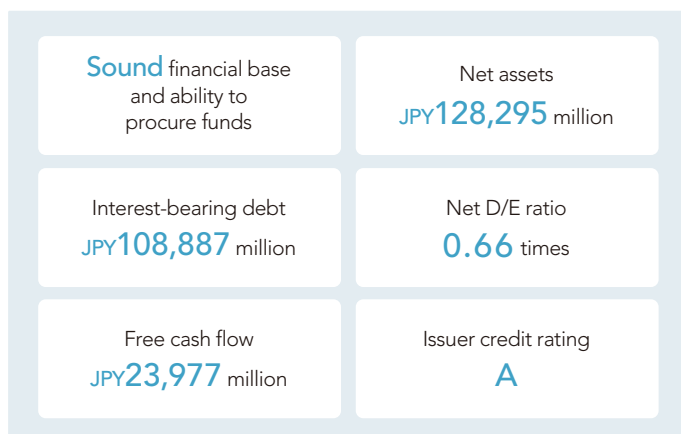 Sound financial base
and ability to
procure funds
Net assets
JPY128,295 million
Interest-bearing debt
JPY108,887 million
Net D/E ratio
0.66 times
Free cash flow
JPY23,977 million
Issuer credit rating
A